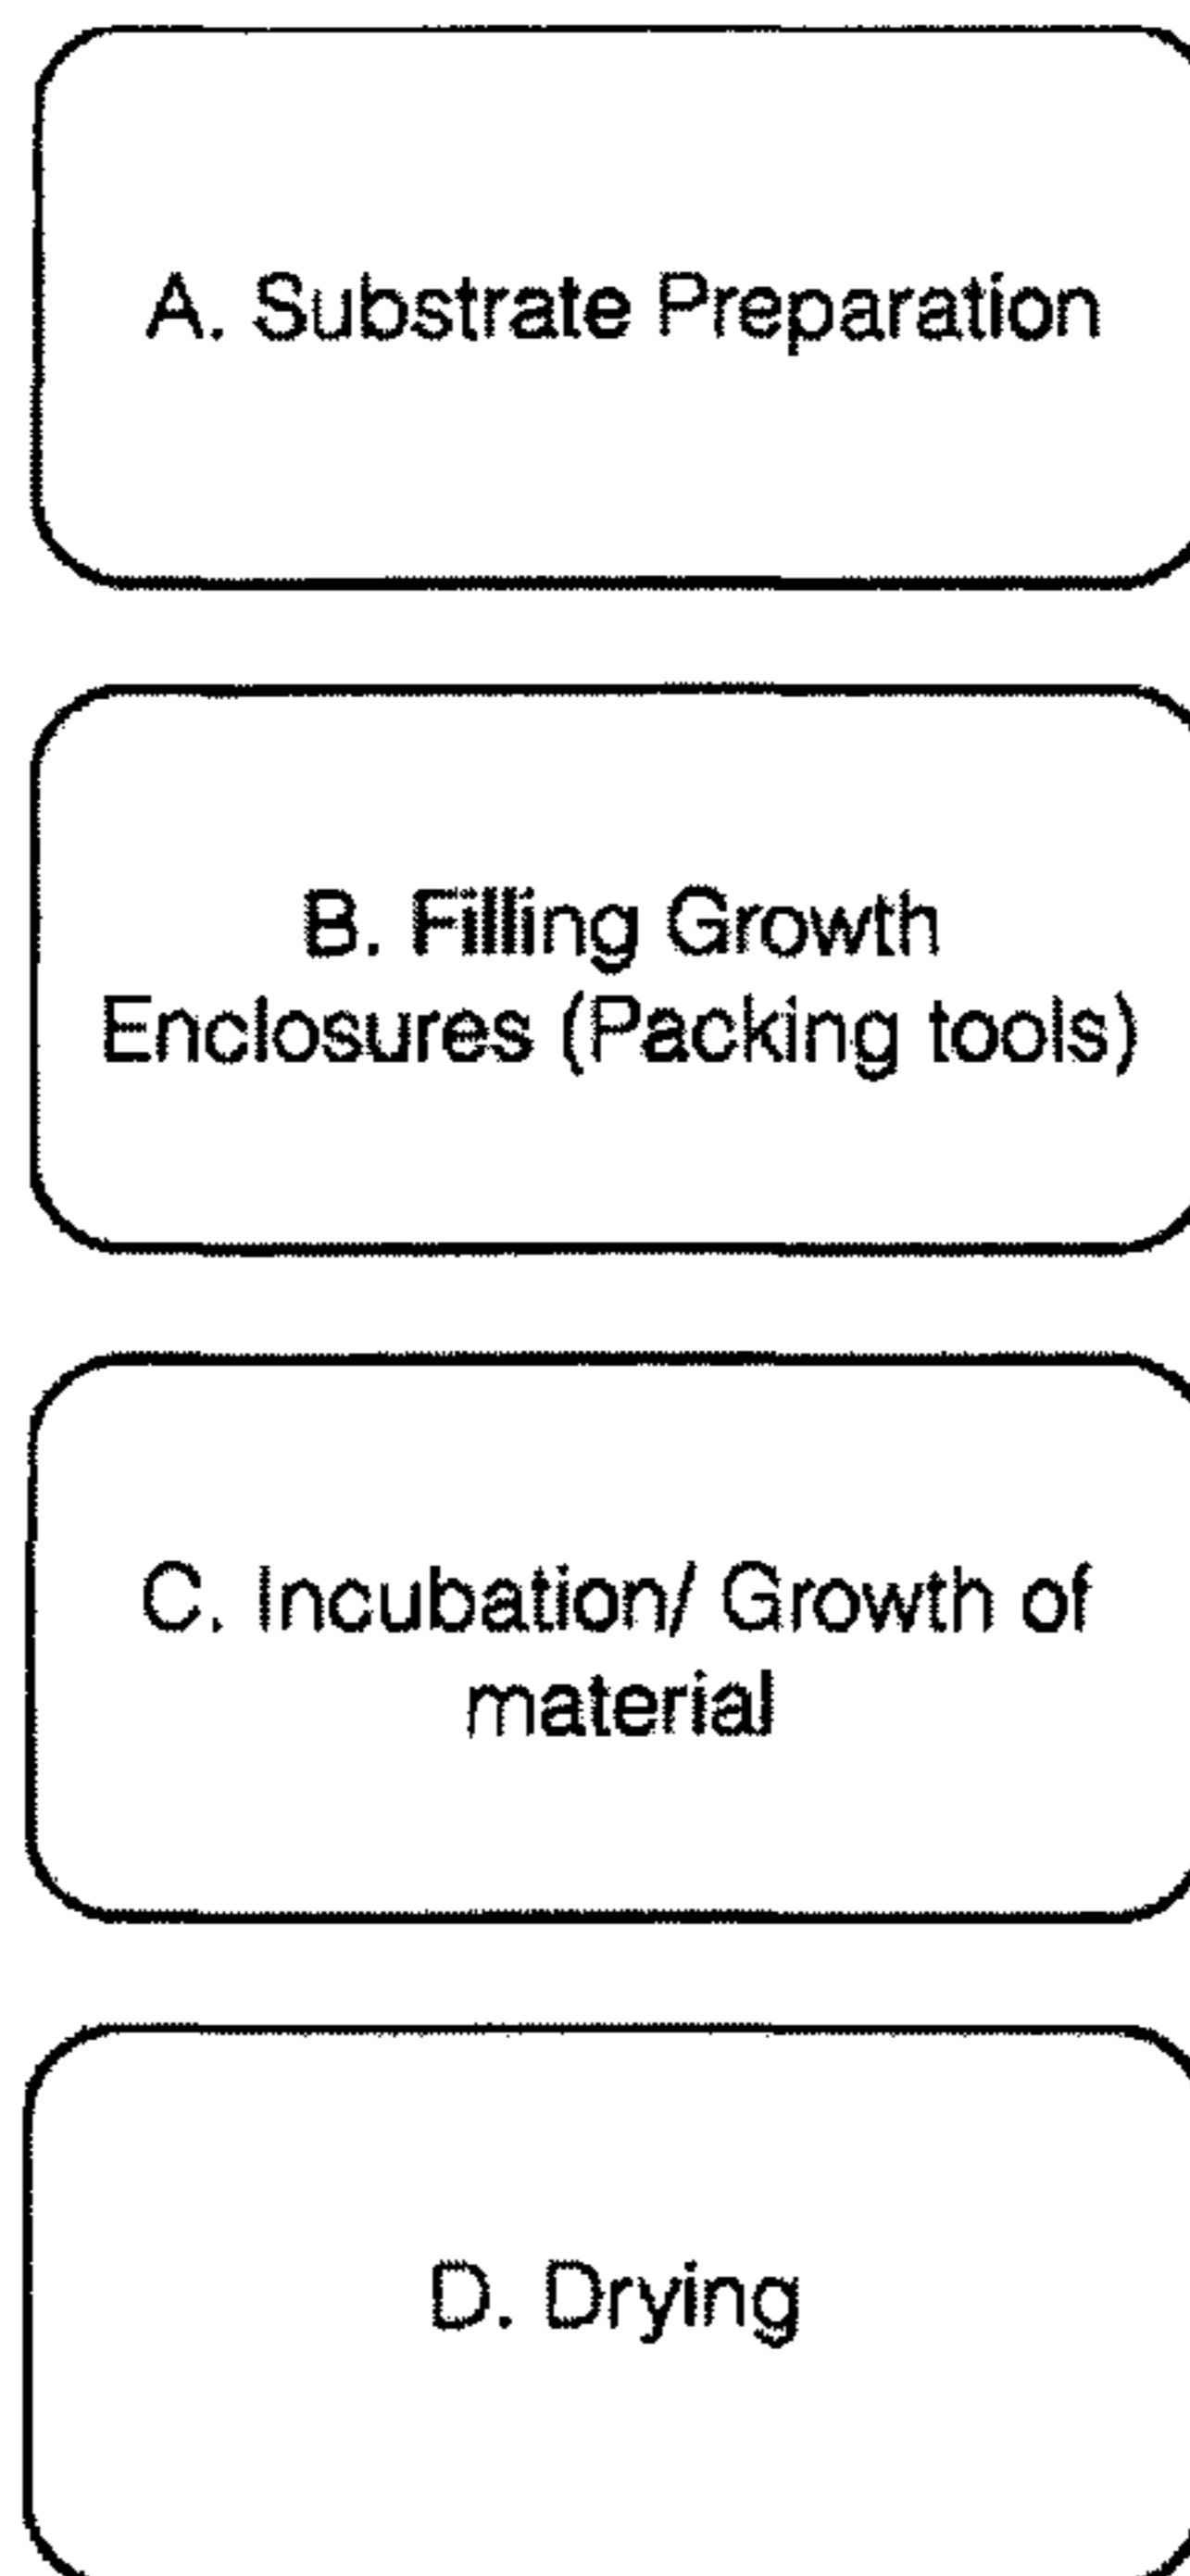 A. Substrate Preparation
B. Filling Growth
Enclosures (Packing tools)
C. Incubation/ Growth of
material
D. Drying